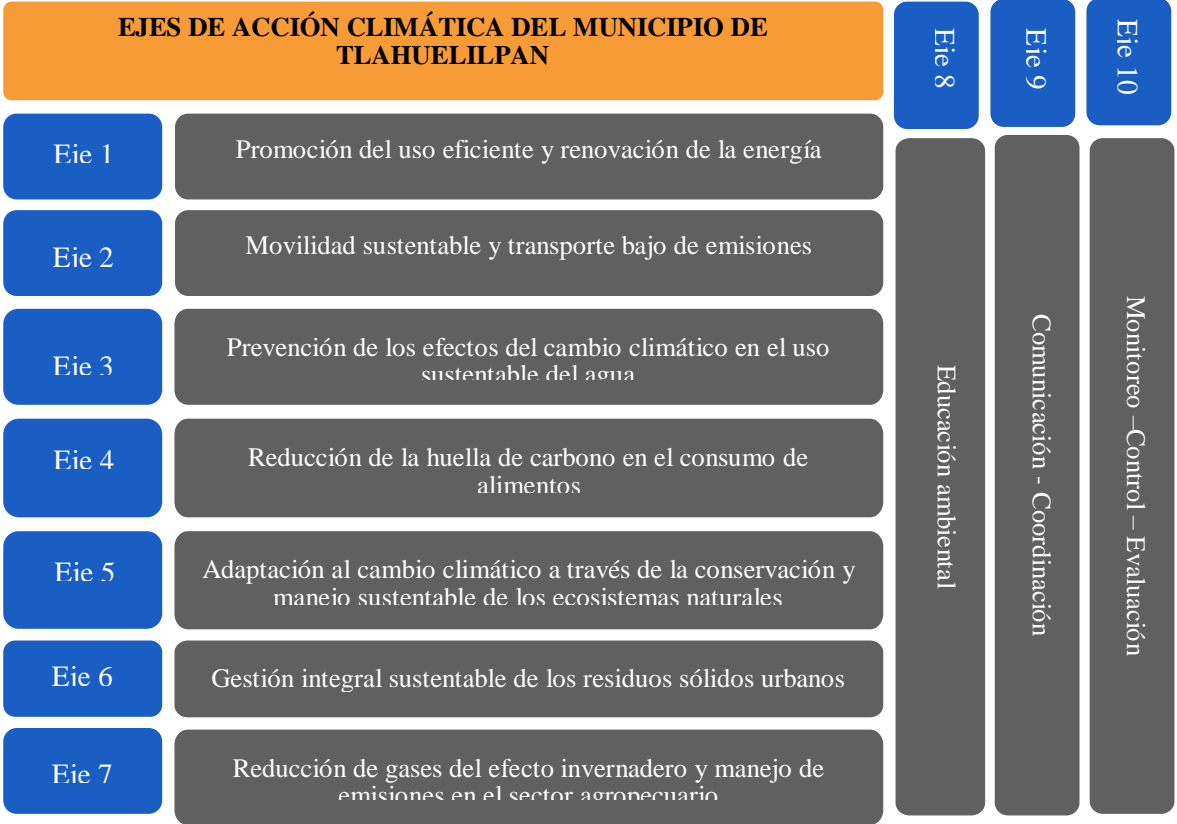 EJES DE ACCIÓN CLIMÁTICA DEL MUNICIPIO DE
TLAHUELILPAN
Eje 1
Promoción del uso eficiente y renovación de la energía
Eje 2
Movilidad sustentable y transporte bajo de emisiones
Eje 3
Prevención de los efectos del cambio climático en el uso
sustentable del agua
Eje 4
Reducción de la huella de carbono en el consumo de
alimentos
Eje 5
Adaptación al cambio climático a través de la conservación y
manejo sustentable de los ecosistemas naturales
Eje 6
Gestión integral sustentable de los residuos sólidos urbanos
Eje 7
Reducción de gases del efecto invernadero y manejo de
emisiones en el sector agropecuario
Eje 8
Educación ambiental
Eje 9
Comunicación - Coordinación
Eje 10
Monitoreo –Control – Evaluación